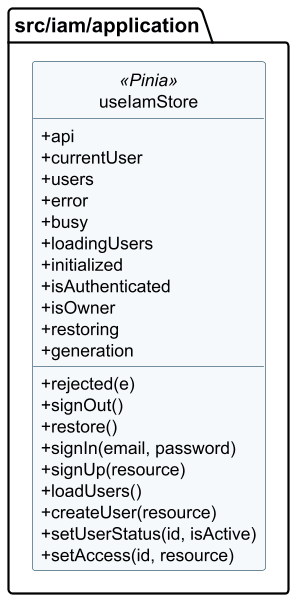 src/iam/application
«Pinia»
useIamStore
+api
+currentUser
+users
+error
+busy
+loadingUsers
+initialized
+isAuthenticated
+isOwner
+restoring
+generation
+rejected(e)
+signOut()
+restore()
+signIn(email, password)
+signUp(resource)
+loadUsers()
+createUser(resource)
+setUserStatus(id, isActive)
+setAccess(id, resource)